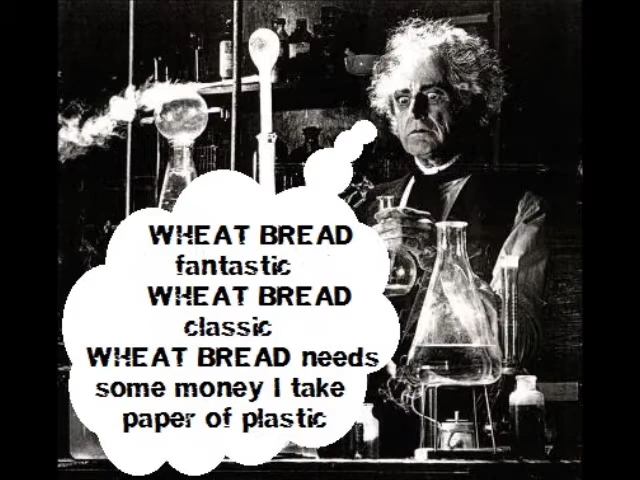 WHEAT BREAD
fantastic
WHEAT BREAD
classic
WHEAT BREAD needs
some money I take
paper of plastic